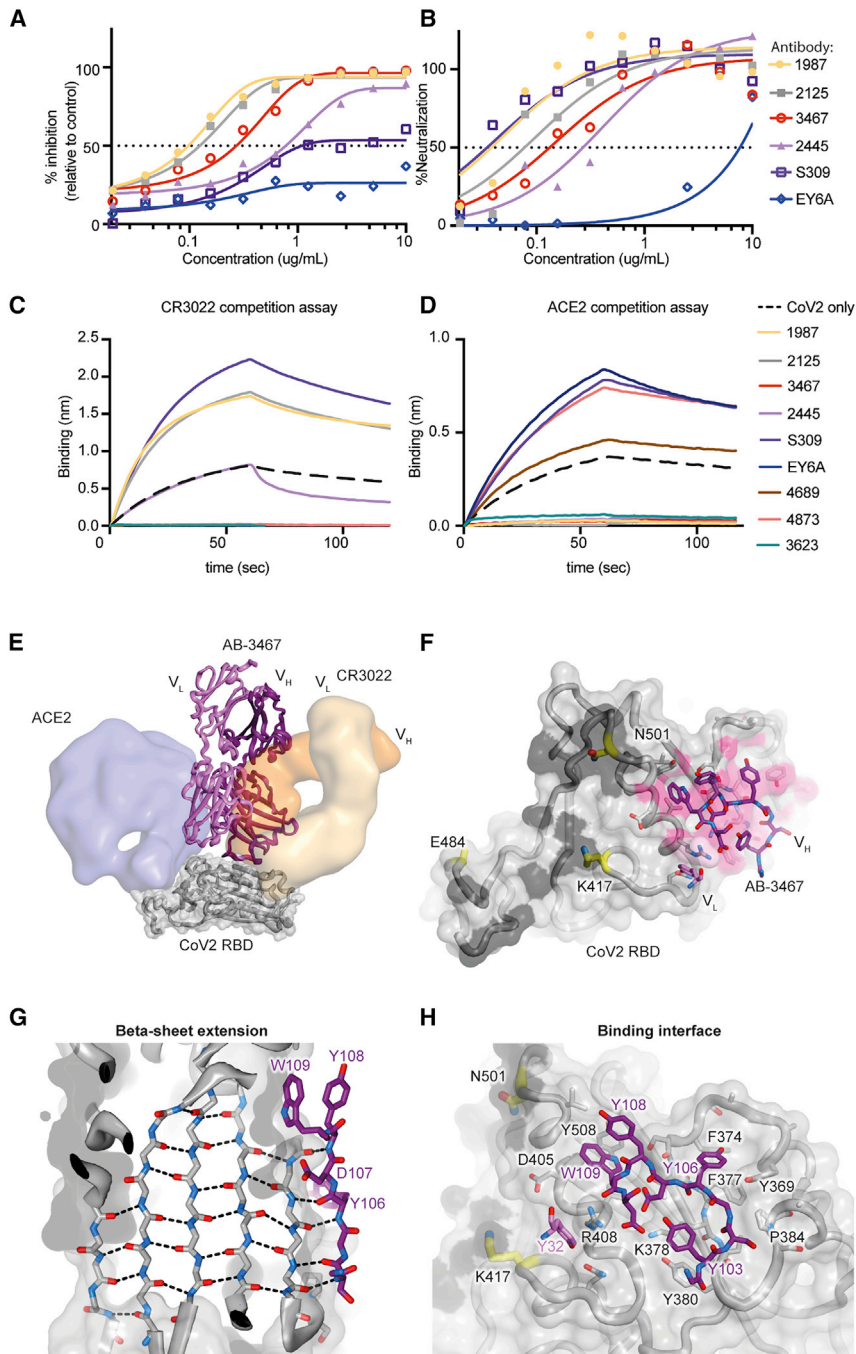 A
% inhibition
(relative to control)
100
50
0
0.1
1
10
Concentration (ug/mL)
B
%Neutralization
100
50
0
0.1
1
10
Concentration (ug/mL)
Antibody:
1987
2125
3467
2445
S309
EY6A
C
CR3022 competition assay
Binding (nm)
2.5
2.0
1.5
1.0
0.5
0.0
0
50
100
time (sec)
D
ACE2 competition assay
Binding (nm)
1.0
0.5
0.0
0
50
100
time (sec)
CoV2 only
1987
2125
3467
2445
S309
EY6A
4689
4873
3623
E
AB-3467
VL
VH
VL
CR3022
VH
ACE2
CoV2 RBD
F
N501
E484
K417
VH
AB-3467
VL
CoV2 RBD
G
Beta-sheet extension
W109
Y108
D107
Y106
H
Binding interface
N501
Y508
Y108
D405
W109
Y106
F374
F377
Y369
Y32
R408
K378
P384
K417
Y380
Y103